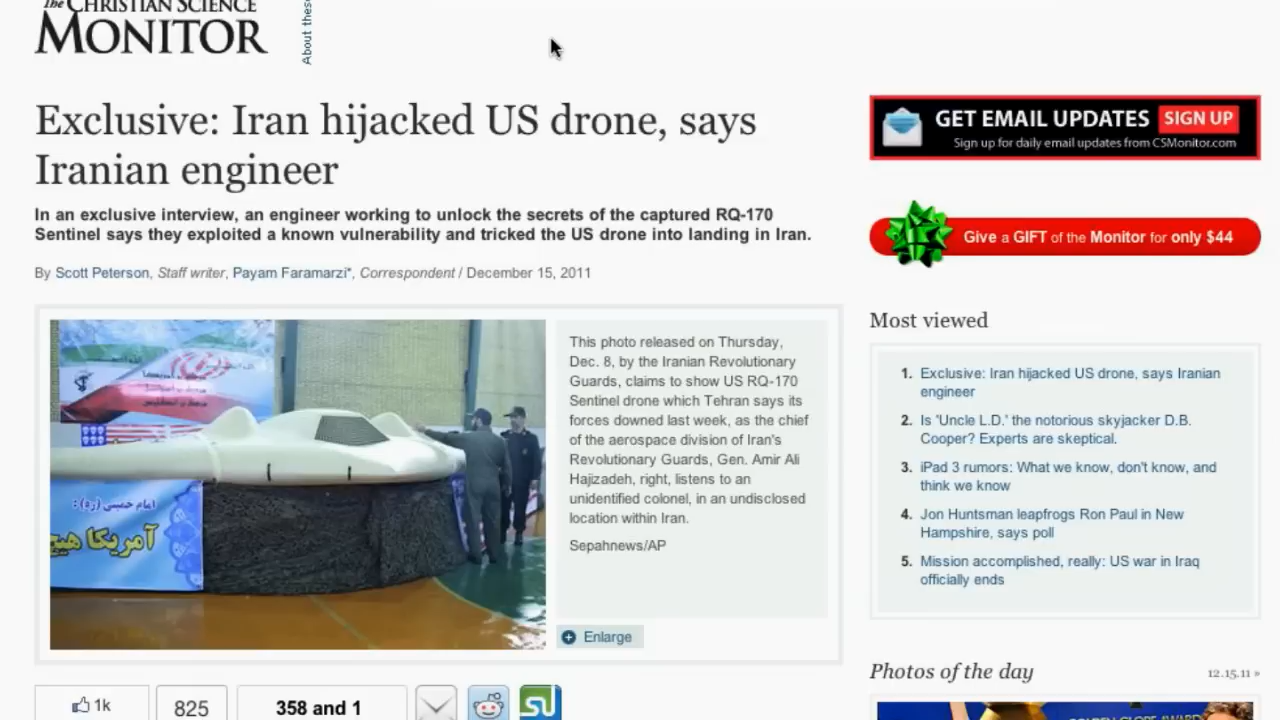 The CHRISTIAN SCIENCE
MONITOR
About these
Exclusive: Iran hijacked US drone, says
Iranian engineer
In an exclusive interview, an engineer working to unlock the secrets of the captured RQ-170
Sentinel says they exploited a known vulnerability and tricked the US drone into landing in Iran.
By Scott Peterson, Staff writer, Payam Faramarzi*, Correspondent / December 15, 2011
امام خمینی (ره) :
آمریکا هیچ
This photo released on Thursday,
Dec. 8, by the Iranian Revolutionary
Guards, claims to show US RQ-170
Sentinel drone which Tehran says its
forces downed last week, as the chief
of the aerospace division of Iran's
Revolutionary Guards, Gen. Amir Ali
Hajizadeh, right, listens to an
unidentified colonel, in an undisclosed
location within Iran.
Sepahnews/AP
Enlarge
1k
825
358 and 1
GET EMAIL UPDATES SIGN UP
Sign up for daily email updates from CSMonitor.com
Give a GIFT of the Monitor for only $44
Most viewed
1. Exclusive: Iran hijacked US drone, says Iranian
engineer
2. Is 'Uncle L.D.' the notorious skyjacker D.B.
Cooper? Experts are skeptical.
3. iPad 3 rumors: What we know, don't know, and
think we know
4. Jon Huntsman leapfrogs Ron Paul in New
Hampshire, says poll
5. Mission accomplished, really: US war in Iraq
officially ends
Photos of the day
12.15.11 »
GOLDEN GLOBE AWARD